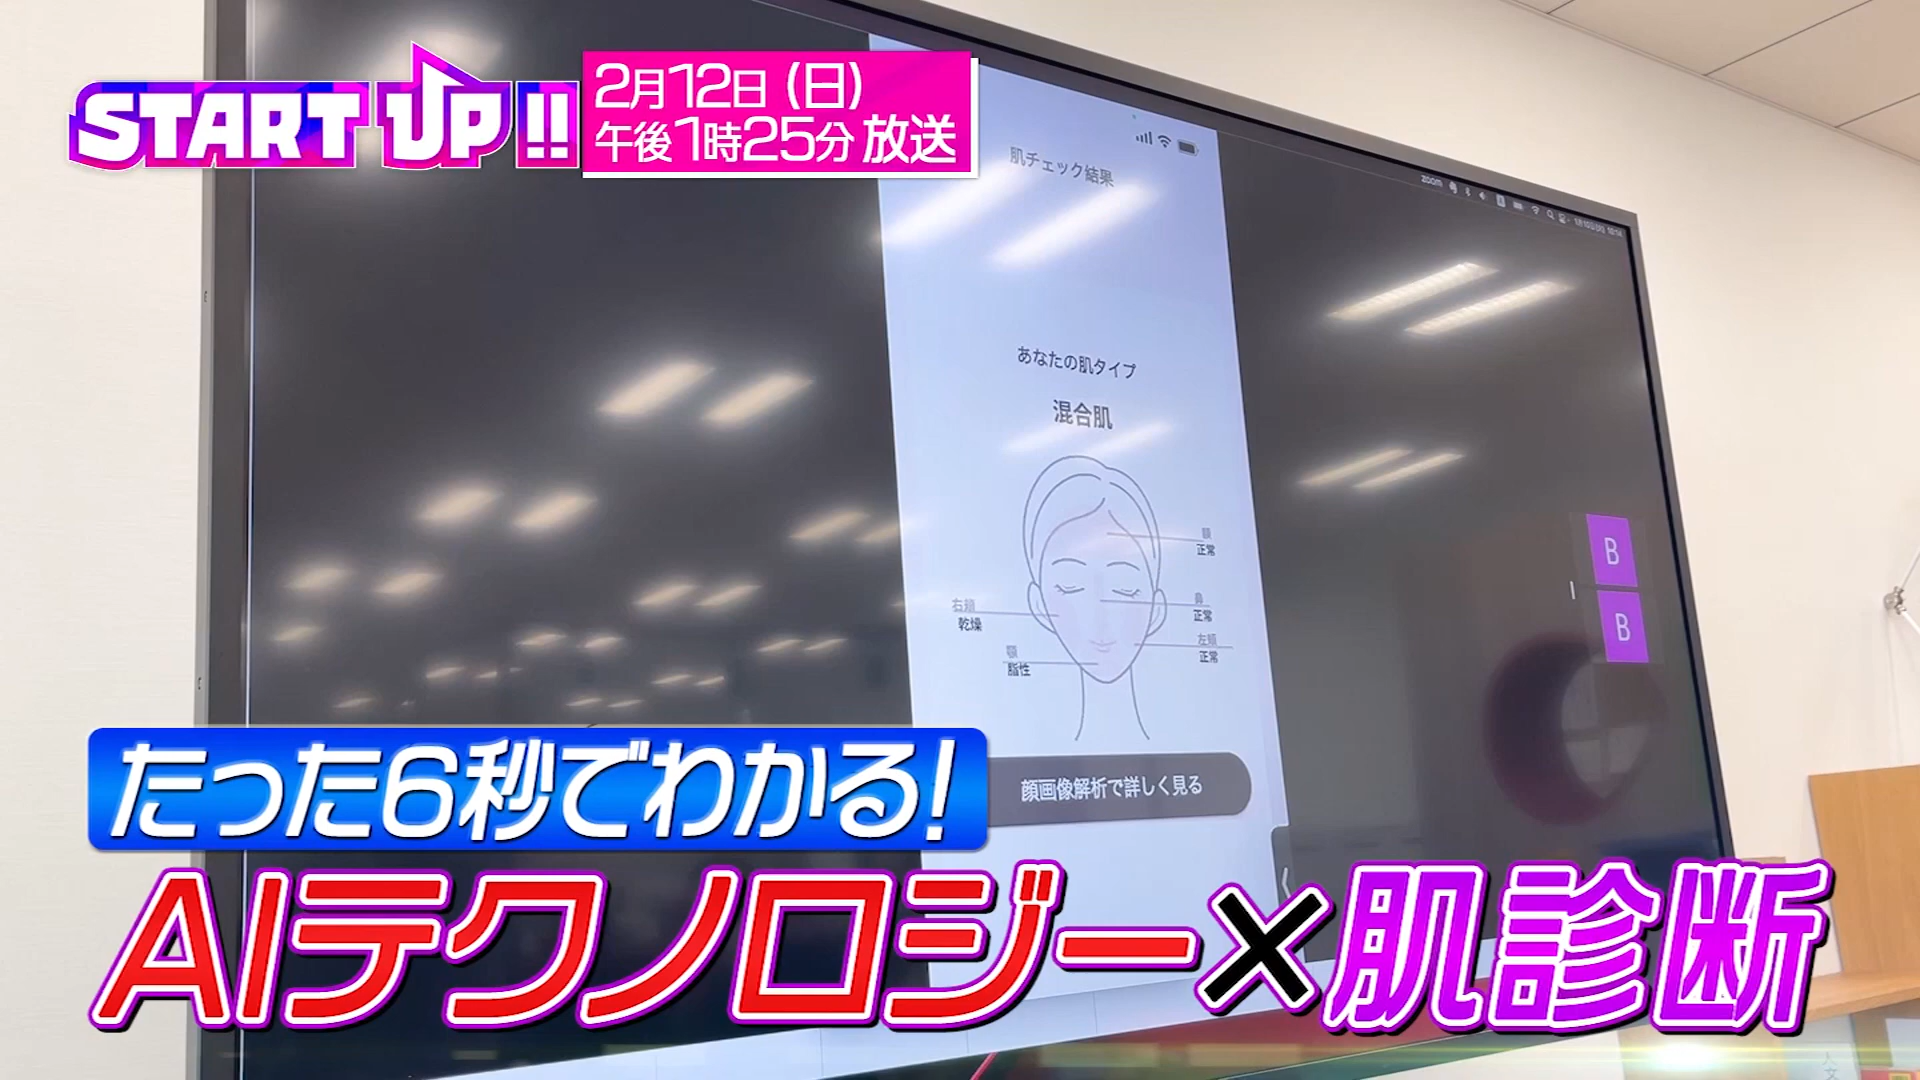 START UP!!
2月12日(日)
午後1時25分 放送
肌チェック結果
zoom
あなたの肌タイプ
混合肌
額
正常
鼻
正常
右頬
乾燥
左頬
正常
顎
脂性
B
B
顔画像解析で詳しく見る
たった6秒でわかる!
AIテクノロジー×肌診断